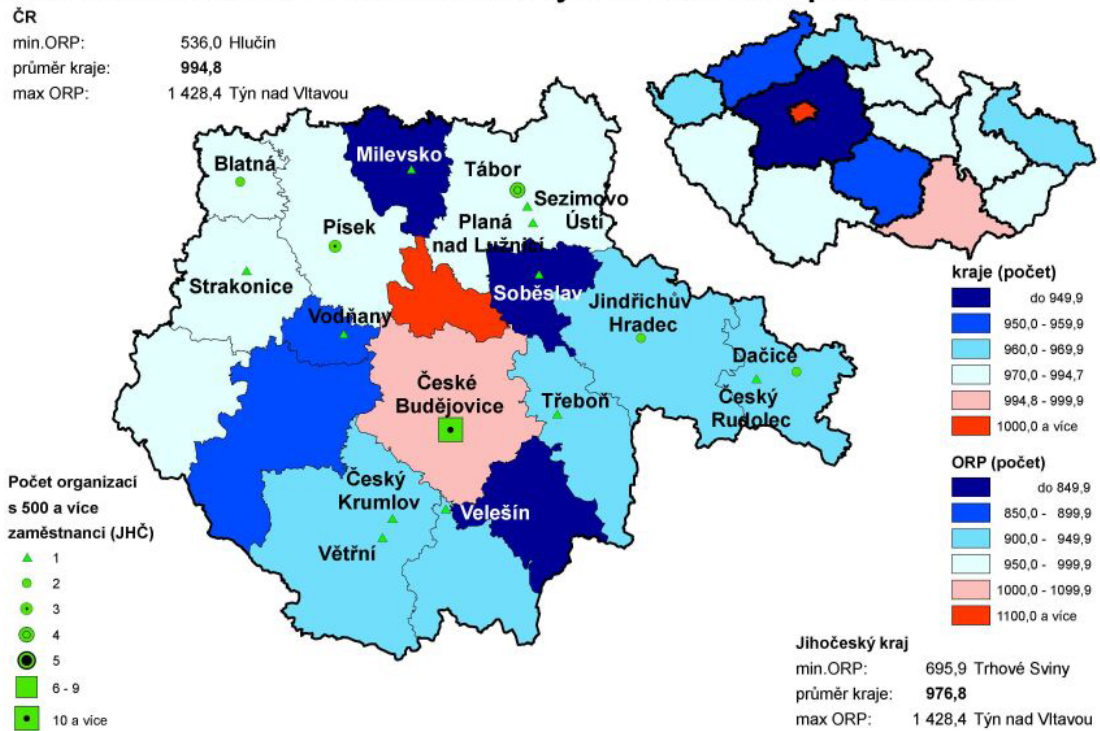 ČR
min.ORP: 536,0 Hlučín
průměr kraje: 994,8
max ORP: 1 428,4 Týn nad Vltavou
Blatná
Milevsko
Tábor
Sezimovo
Ústí
Planá
nad Lužnicí
Písek
Strakonice
Soběslav
Jindřichův
Hradec
Vodňany
Dačice
České
Budějovice
Třeboň
Český
Rudolec
Český
Krumlov
Velešín
Větřní
kraje (počet)
do 949,9
950,0 - 959,9
960,0 - 969,9
970,0 - 994,7
994,8 - 999,9
1000,0 a více
ORP (počet)
do 849,9
850,0 - 899,9
900,0 - 949,9
950,0 - 999,9
1000,0 - 1099,9
1100,0 a více
Počet organizací
s 500 a více
zaměstnanci (JHČ)
1
2
3
4
5
6 - 9
10 a více
Jihočeský kraj
min.ORP: 695,9 Trhové Sviny
průměr kraje: 976,8
max ORP: 1 428,4 Týn nad Vltavou